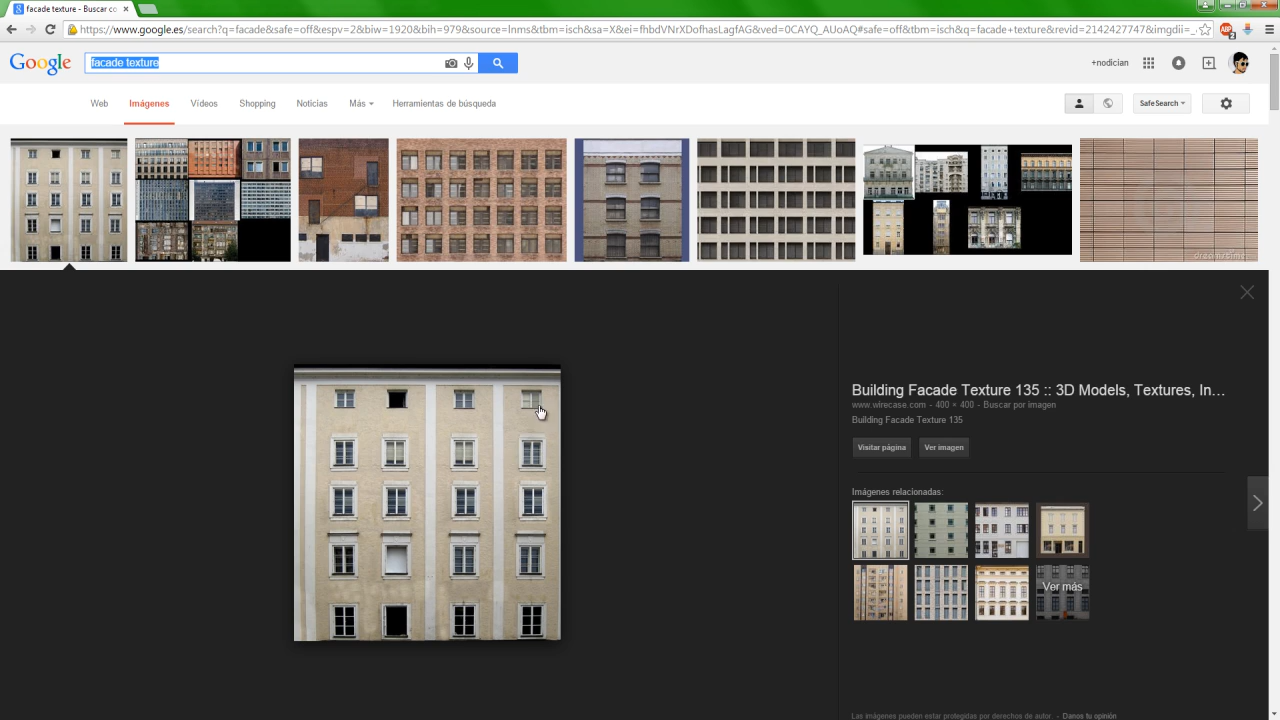 facade texture - Buscar co
https://www.google.es/search?q=facade&safe=off&espv=2&biw=1920&bih=979&source=lnms&tbm=isch&sa=X&ei=fhbdVNrXDofhasLagfAG&ved=0CAYQ_AUoAQ#safe=off&tbm=isch&q=facade+texture&revid=2142427747&imgdii=_
Google
facade texture
+nodician
Web Imágenes Vídeos Shopping Noticias Más Herramientas de búsqueda
SafeSearch
dreamstime
Building Facade Texture 135 :: 3D Models, Textures, In...
www.wirecase.com - 400 × 400 - Buscar por imagen
Building Facade Texture 135
Visitar página Ver imagen
Imágenes relacionadas:
Ver más
Las imágenes pueden estar protegidas por derechos de autor. - Danos tu opinión